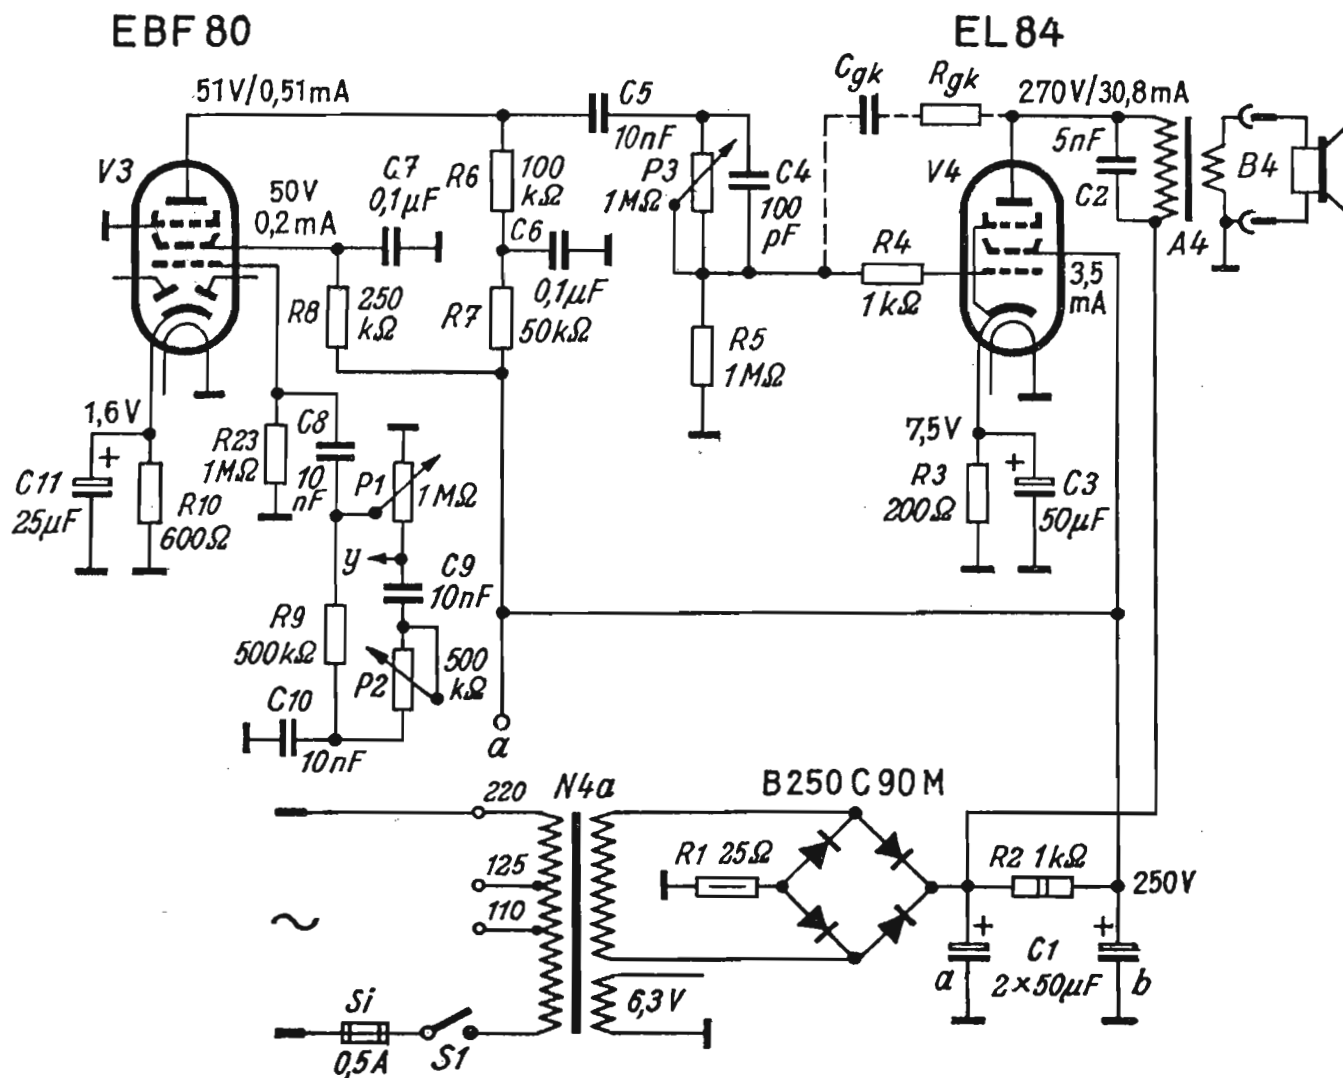 EBF 80
EL 84
51V/0,51mA
C5
10nF
Cgk
Rgk
270V/30,8mA
V3
50V
0,2mA
C7
0,1µF
R6
100
kΩ
P3
1MΩ
C4
100
pF
V4
5nF
C2
B4
A4
C6
0,1µF
R8
250
kΩ
R7
50kΩ
R4
1kΩ
3,5
mA
R5
1MΩ
1,6V
+
C11
25µF
R10
600Ω
R23
1MΩ
C8
10
nF
P1
1MΩ
7,5V
R3
200Ω
+
C3
50µF
y
C9
10nF
R9
500kΩ
P2
500
kΩ
C10
10nF
a
220
N4a
B250C90M
125
110
R1 25Ω
R2 1kΩ
250V
+
a
C1
2×50µF
+
b
6,3V
Si
0,5A
S1